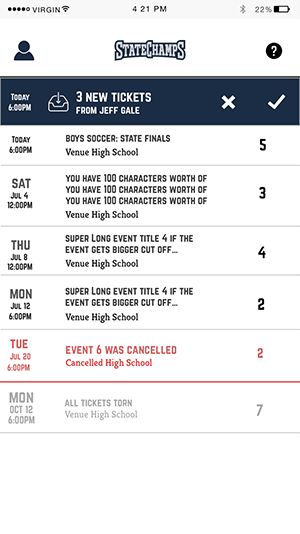 VIRGIN 4 21 PM 22%
STATECHAMPS
?
TODAY 6:00PM
3 NEW TICKETS
FROM JEFF GALE
TODAY 6:00PM
BOYS SOCCER: STATE FINALS
Venue High School
5
SAT
JUL 4
12:00PM
YOU HAVE 100 CHARACTERS WORTH OF
YOU HAVE 100 CHARACTERS WORTH OF
YOU HAVE 100 CHARACTERS WORTH OF
Venue High School
3
THU
JUL 8
12:00PM
SUPER LONG EVENT TITLE 4 IF THE
EVENT GETS BIGGER CUT OFF...
Venue High School
4
MON
JUL 12
6:00PM
SUPER LONG EVENT TITLE 4 IF THE
EVENT GETS BIGGER CUT OFF...
Venue High School
2
TUE
JUL 20
6:00PM
EVENT 6 WAS CANCELLED
Cancelled High School
2
MON
OCT 12
6:00PM
ALL TICKETS TORN
Venue High School
7